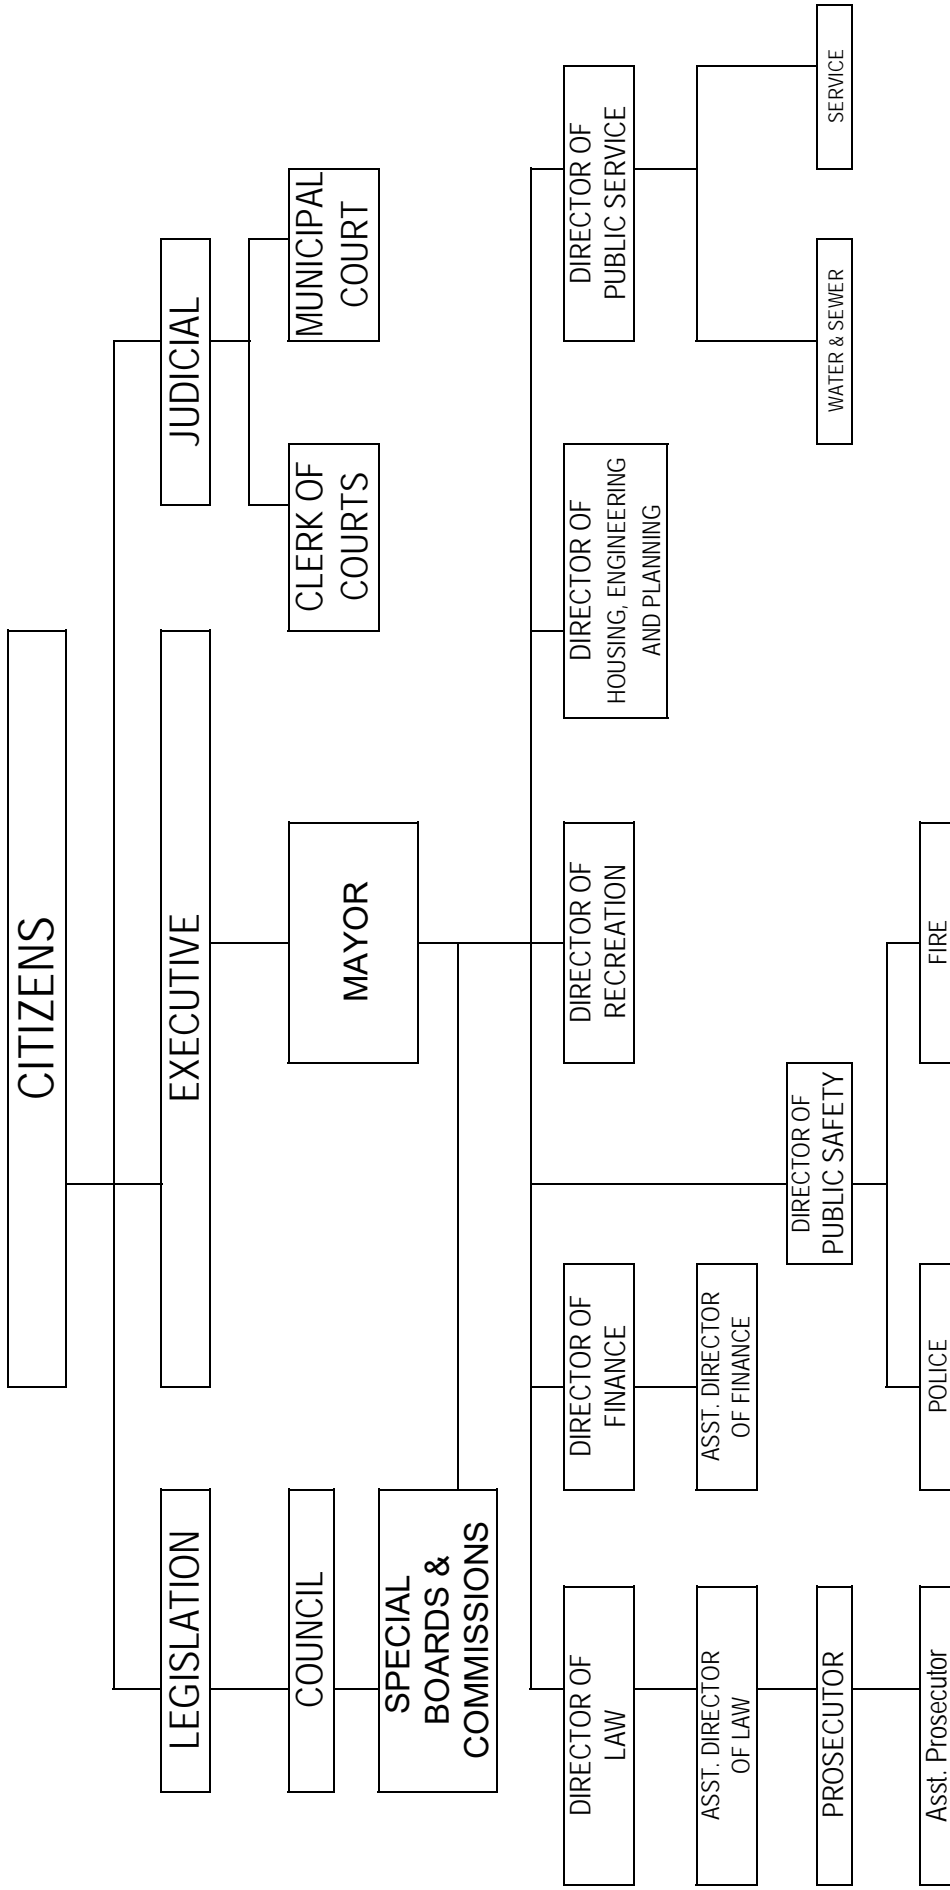 CITIZENS
LEGISLATION
EXECUTIVE
JUDICIAL
COUNCIL
MAYOR
CLERK OF
COURTS
MUNICIPAL
COURT
SPECIAL
BOARDS &
COMMISSIONS
DIRECTOR OF
LAW
DIRECTOR OF
FINANCE
DIRECTOR OF
RECREATION
DIRECTOR OF
HOUSING, ENGINEERING
AND PLANNING
DIRECTOR OF
PUBLIC SERVICE
ASST. DIRECTOR
OF LAW
ASST. DIRECTOR
OF FINANCE
DIRECTOR OF
PUBLIC SAFETY
PROSECUTOR
WATER & SEWER
SERVICE
Asst. Prosecutor
POLICE
FIRE